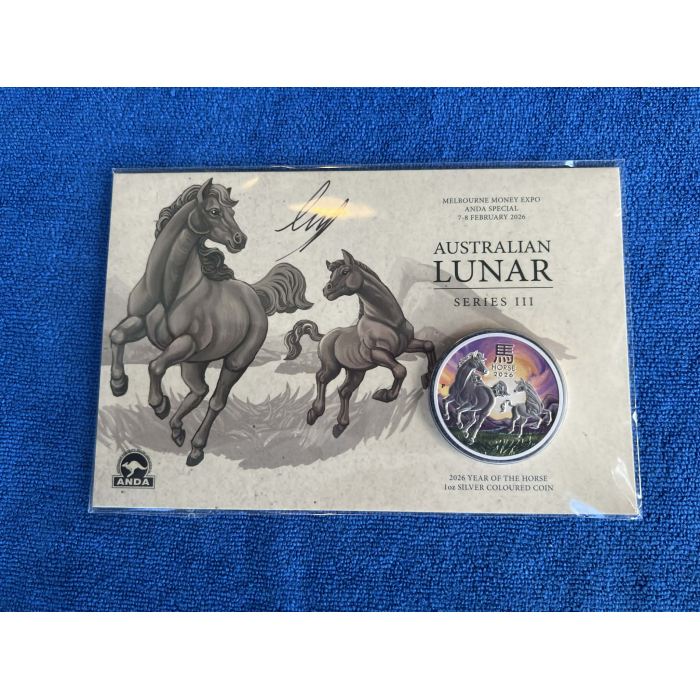 MELBOURNE MONEY EXPO
ANDA SPECIAL
7-8 FEBRUARY 2026
AUSTRALIAN
LUNAR
SERIES III
馬
HORSE
2026
2026 YEAR OF THE HORSE
1oz SILVER COLOURED COIN
ANDA